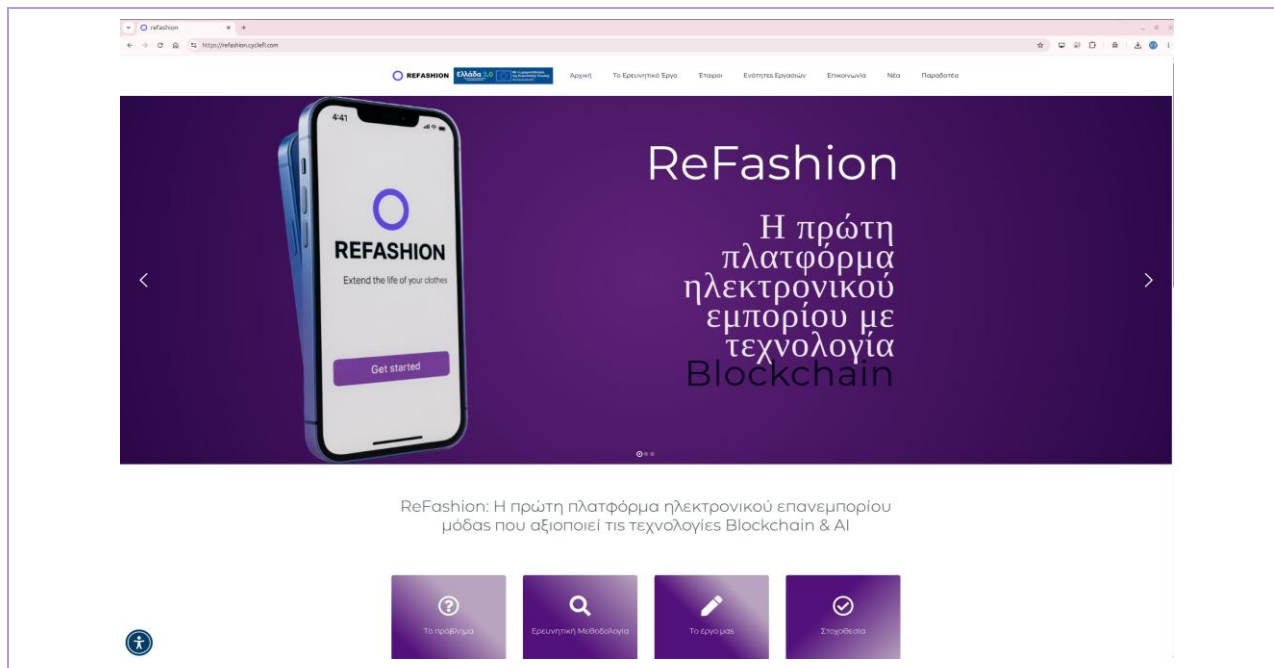 refashion
https://refashion.cyclefi.com
REFASHION
Ελλάδα 2.0
Αρχική
Το Ερευνητικό Έργο
Έταιροι
Ενότητες Εργασιών
Επικοινωνία
Νέα
Παραδοτέα
4:41
REFASHION
Extend the life of your clothes
Get started
ReFashion
Η πρώτη
πλατφόρμα
ηλεκτρονικού
εμπορίου με
τεχνολογία
Blockchain
ReFashion: Η πρώτη πλατφόρμα ηλεκτρονικού επανεμπορίου
μόδας που αξιοποιεί τις τεχνολογίες Blockchain & AI
Το πρόβλημα
Ερευνητική Μεθοδολογία
Το έργο μας
Στοχοθεσία